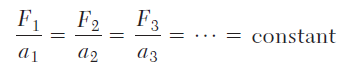 F₁/a₁ = F₂/a₂ = F₃/a₃ = ··· = constant